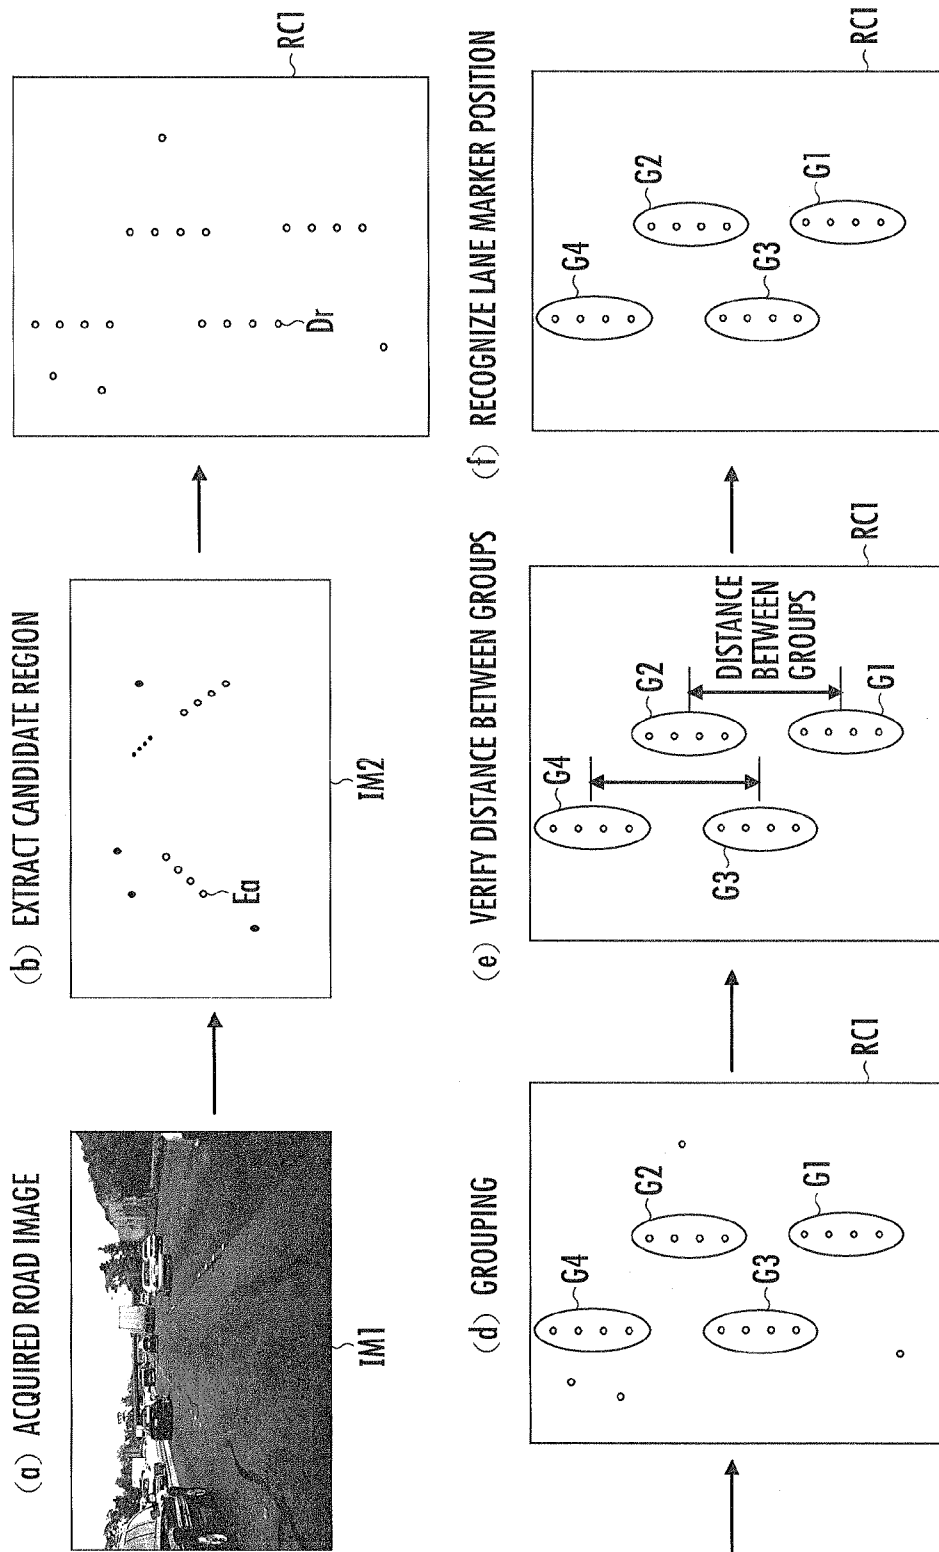 (a) ACQUIRED ROAD IMAGE
IM1
(b) EXTRACT CANDIDATE REGION
Ea
IM2
Dr
RC1
(d) GROUPING
G4
G2
G3
G1
RC1
(e) VERIFY DISTANCE BETWEEN GROUPS
G4
G2
G3
G1
DISTANCE
BETWEEN
GROUPS
RC1
(f) RECOGNIZE LANE MARKER POSITION
G4
G2
G3
G1
RC1